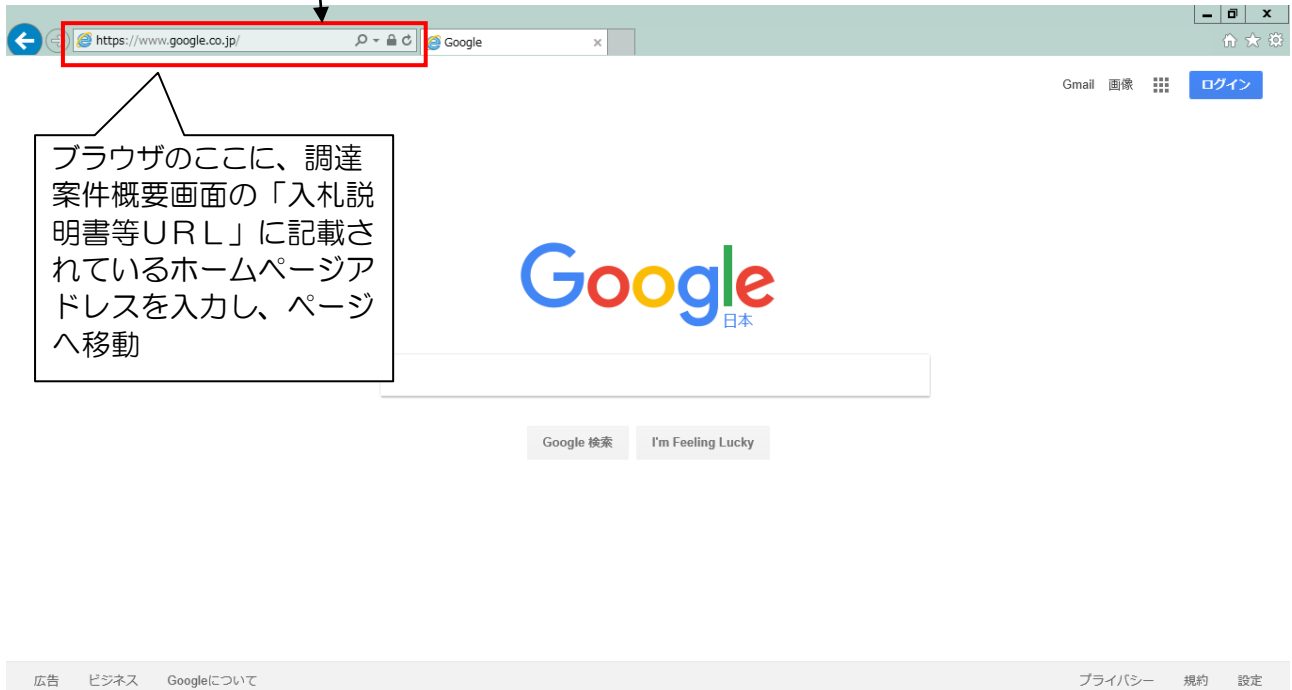 https://www.google.co.jp/
Google
Gmail 画像 ログイン
ブラウザのここに、調達
案件概要画面の「入札説
明書等URL」に記載さ
れているホームページア
ドレスを入力し、ページ
へ移動
Google
日本
Google 検索 I'm Feeling Lucky
広告 ビジネス Googleについて プライバシー 規約 設定